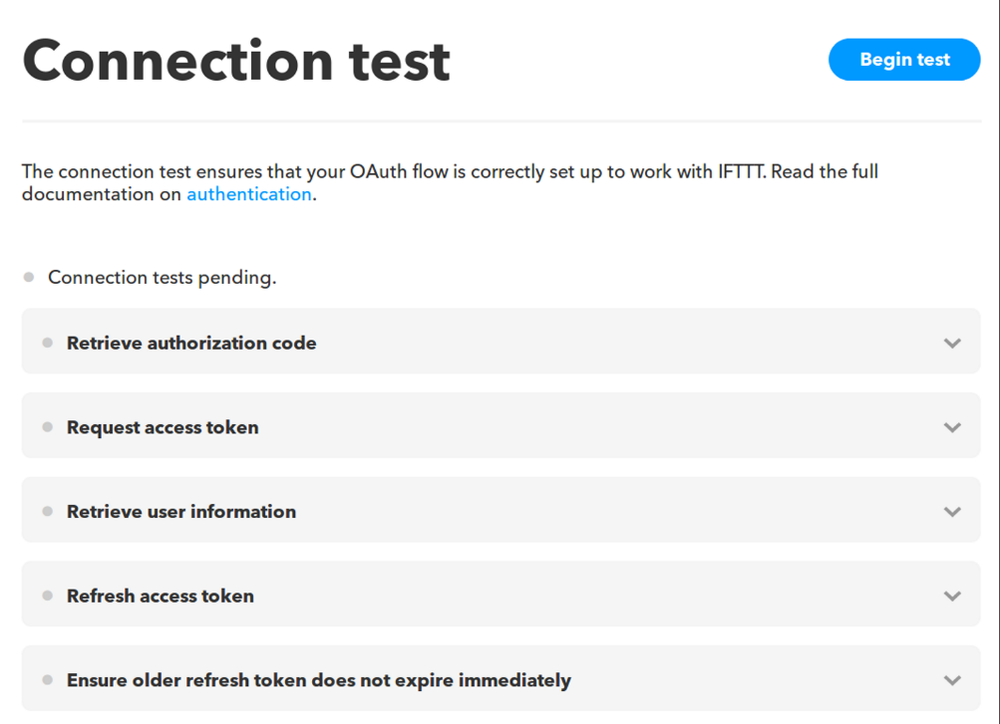 Connection test
Begin test
The connection test ensures that your OAuth flow is correctly set up to work with IFTTT. Read the full
documentation on authentication.
Connection tests pending.
Retrieve authorization code
Request access token
Retrieve user information
Refresh access token
Ensure older refresh token does not expire immediately